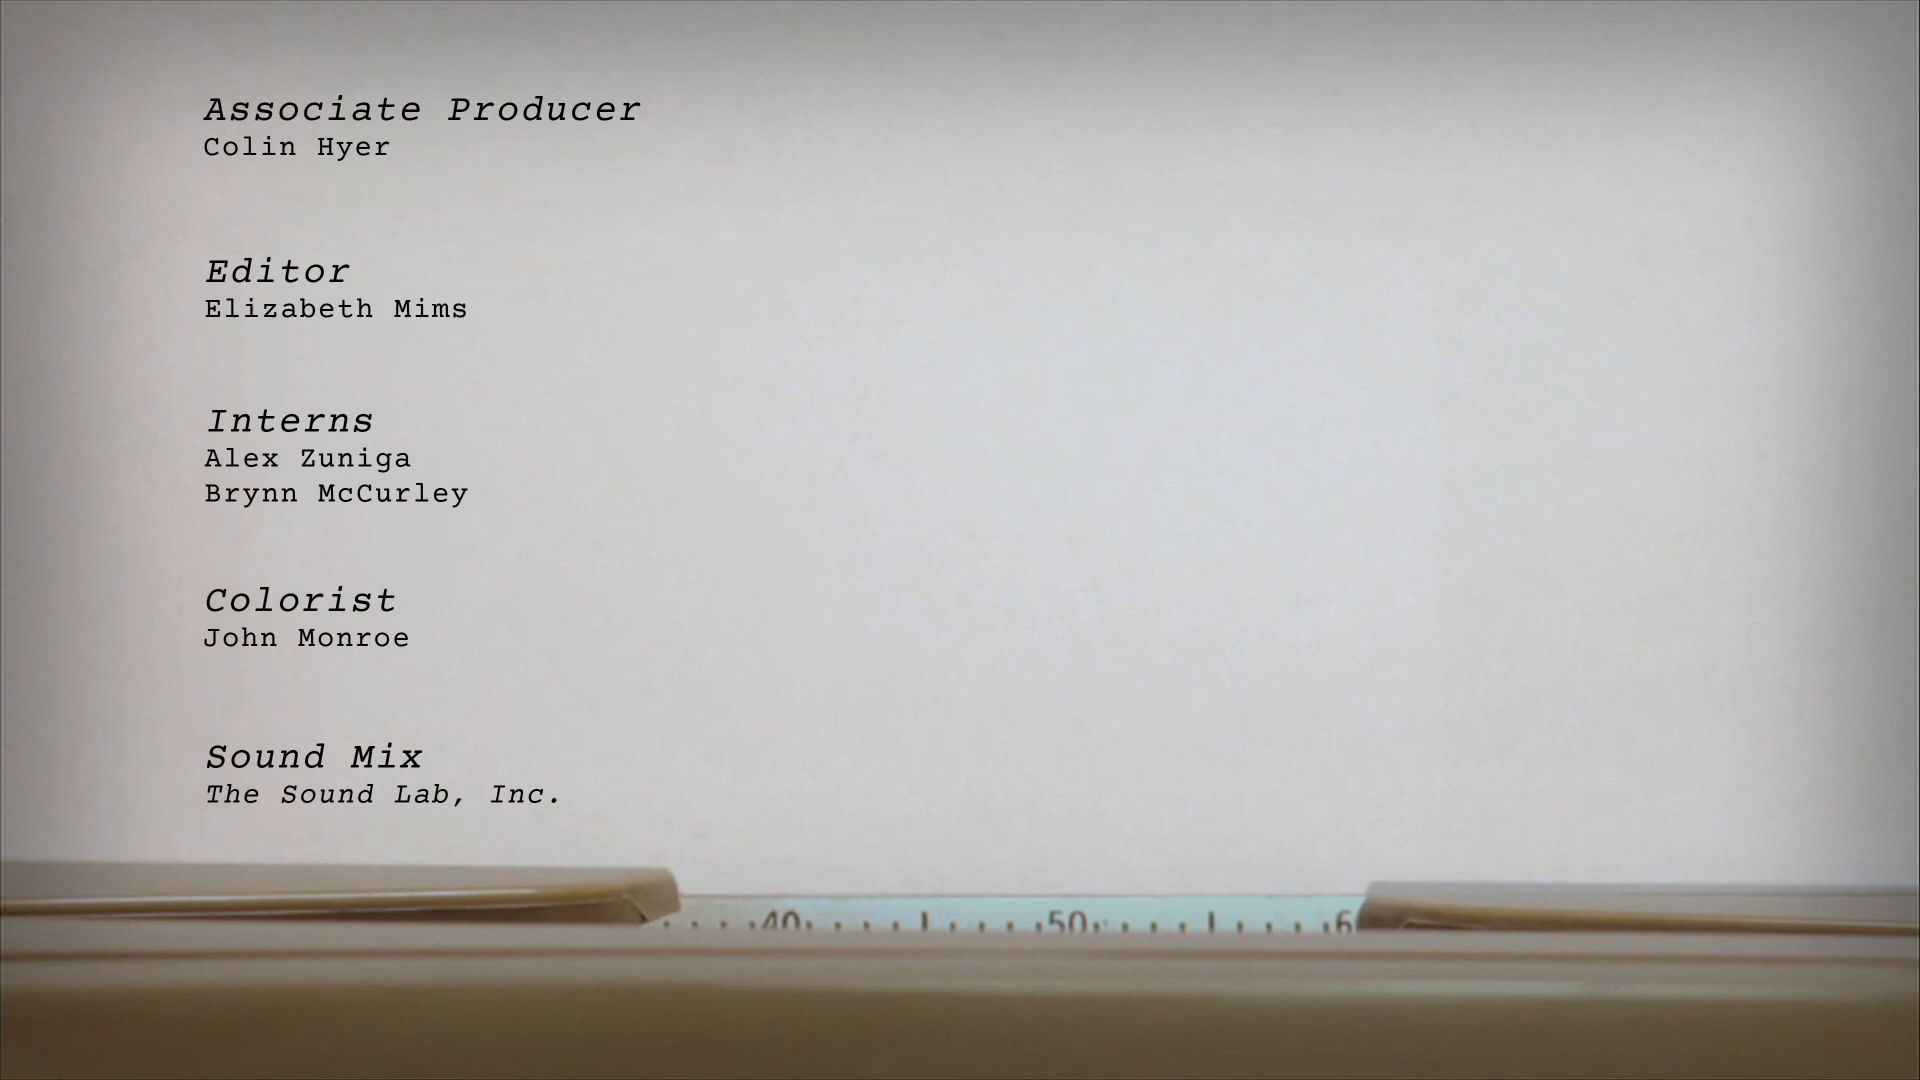 Associate Producer
Colin Hyer
Editor
Elizabeth Mims
Interns
Alex Zuniga
Brynn McCurley
Colorist
John Monroe
Sound Mix
The Sound Lab, Inc.
40 50 6